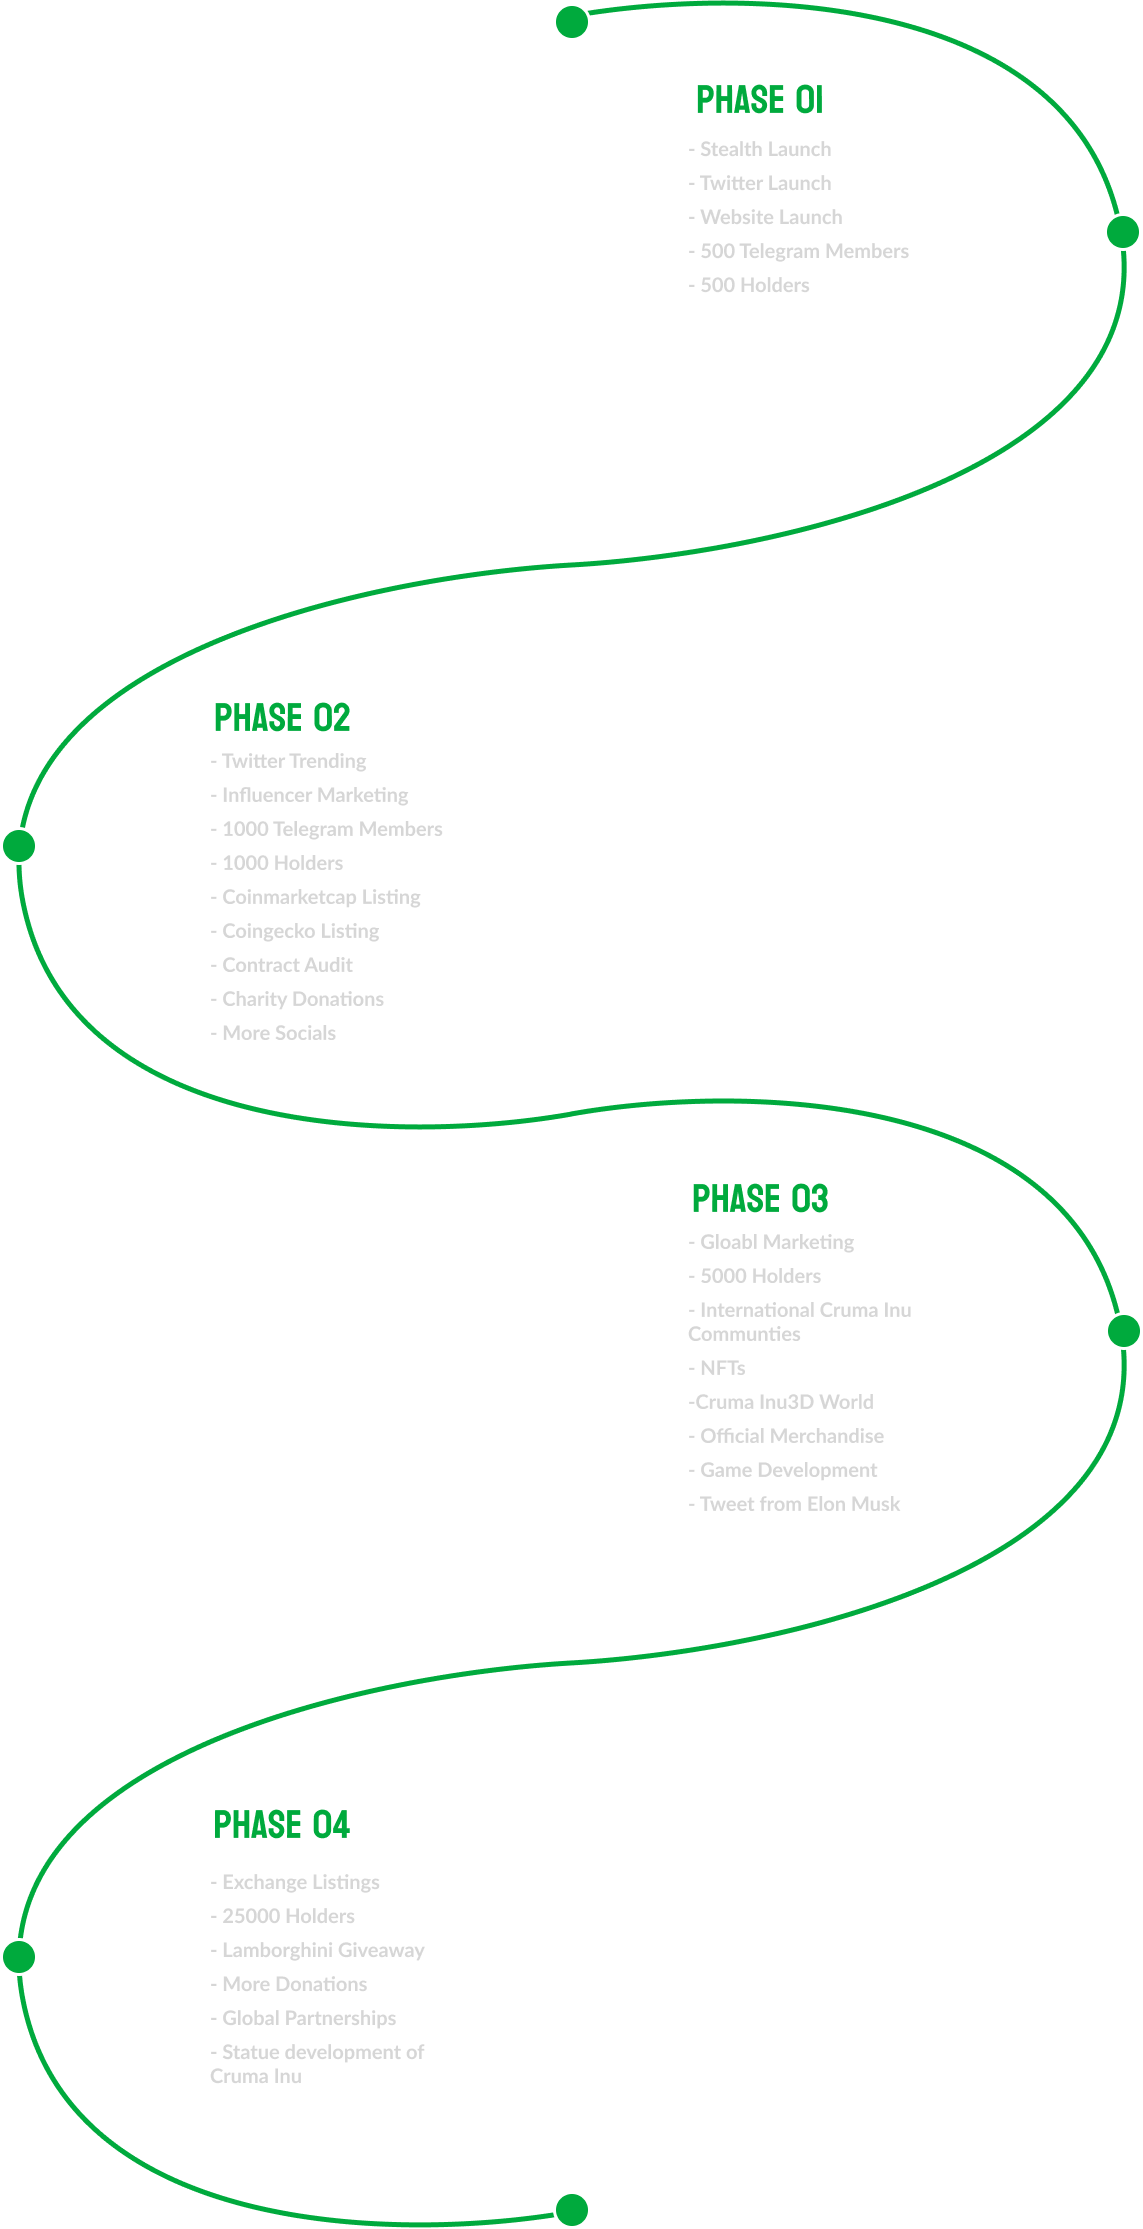 PHASE 01
- Stealth Launch
- Twitter Launch
- Website Launch
- 500 Telegram Members
- 500 Holders
PHASE 02
- Twitter Trending
- Influencer Marketing
- 1000 Telegram Members
- 1000 Holders
- Coinmarketcap Listing
- Coingecko Listing
- Contract Audit
- Charity Donations
- More Socials
PHASE 03
- Gloabl Marketing
- 5000 Holders
- International Cruma Inu
Communties
- NFTs
-Cruma Inu3D World
- Official Merchandise
- Game Development
- Tweet from Elon Musk
PHASE 04
- Exchange Listings
- 25000 Holders
- Lamborghini Giveaway
- More Donations
- Global Partnerships
- Statue development of
Cruma Inu